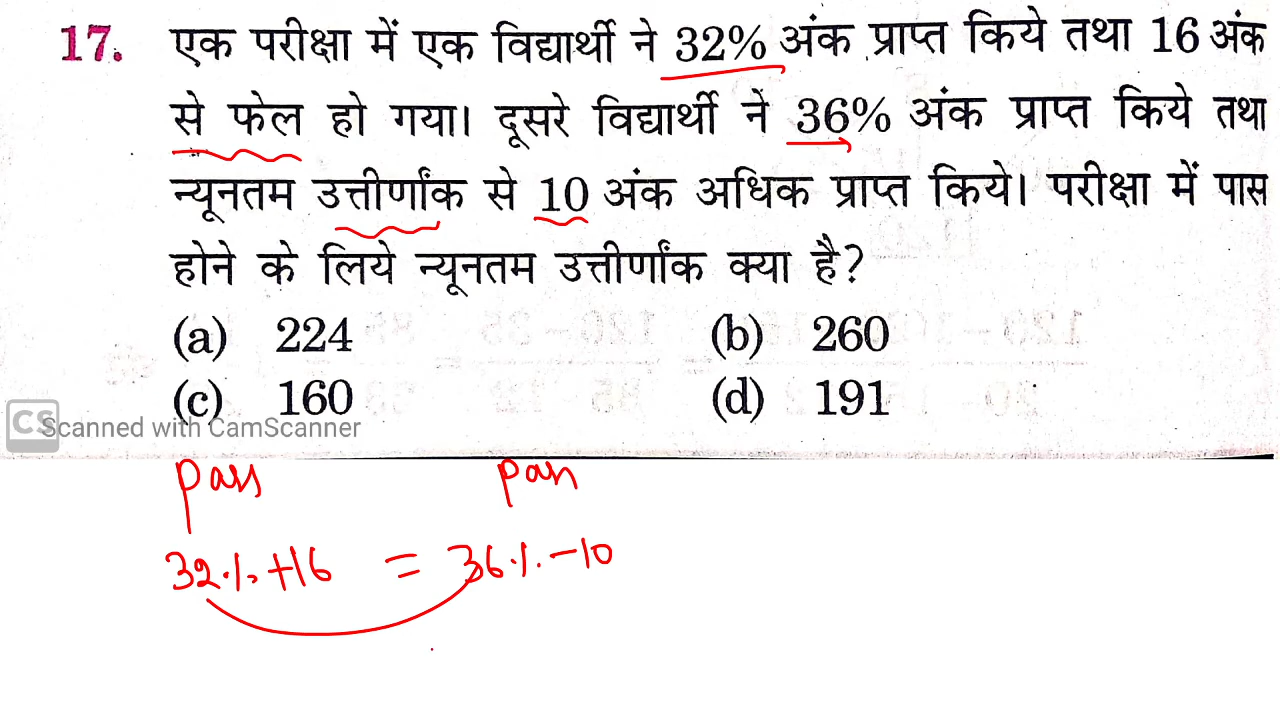 17. एक परीक्षा में एक विद्यार्थी ने 32% अंक प्राप्त किये तथा 16 अंक
से फेल हो गया। दूसरे विद्यार्थी ने 36% अंक प्राप्त किये तथा
न्यूनतम उत्तीर्णांक से 10 अंक अधिक प्राप्त किये। परीक्षा में पास
होने के लिये न्यूनतम उत्तीर्णांक क्या है?
(a) 224 (b) 260
(c) 160 (d) 191
CS Scanned with CamScanner
pass pass
32%+16 = 36%-10